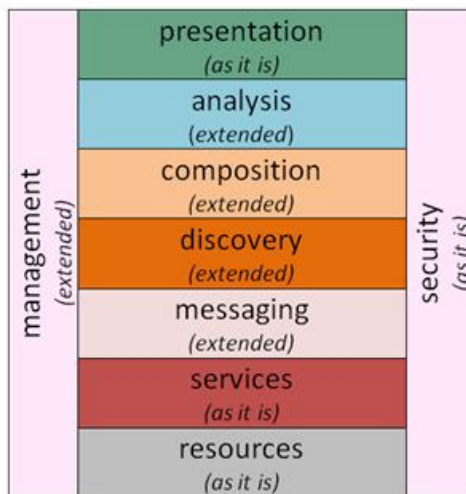 presentation
(as it is)
analysis
(extended)
composition
(extended)
discovery
(extended)
messaging
(extended)
services
(as it is)
resources
(as it is)
management
(extended)
security
(as it is)